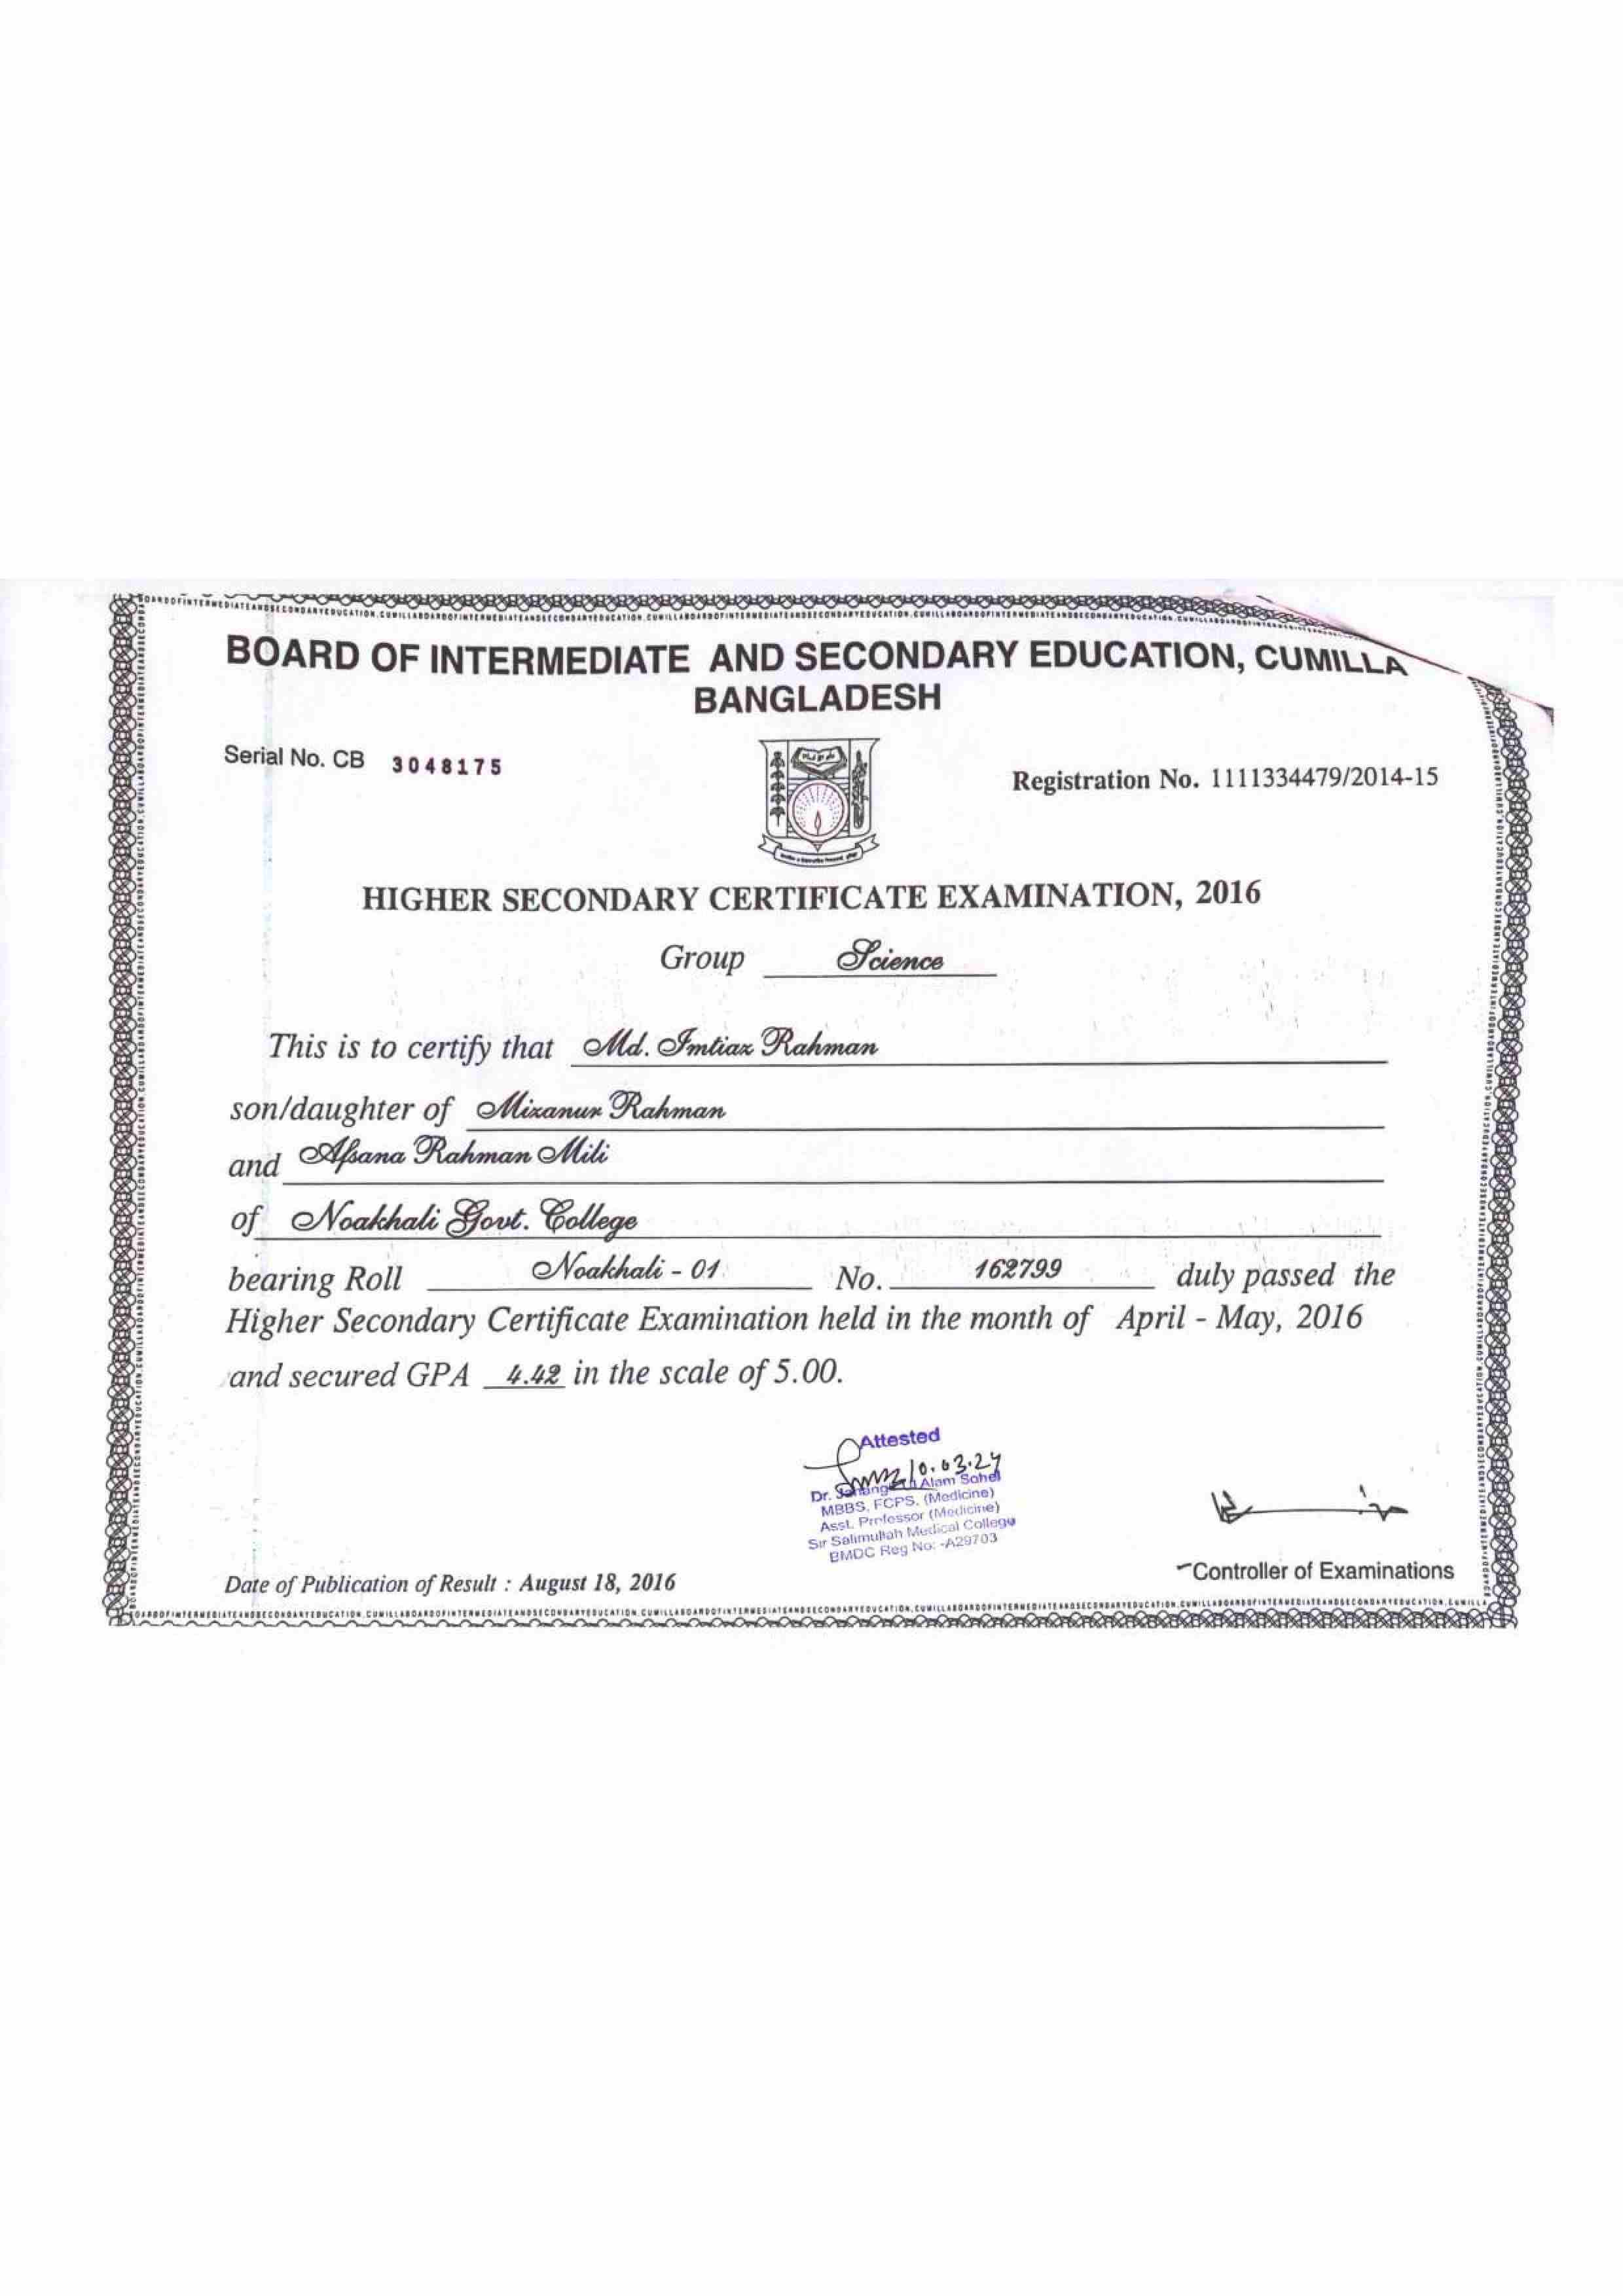 BOARD OF INTERMEDIATE AND SECONDARY EDUCATION, CUMILLA
BANGLADESH
Serial No. CB 3048175
Registration No. 1111334479/2014-15
HIGHER SECONDARY CERTIFICATE EXAMINATION, 2016
Group Science
This is to certify that Md. Imtiaz Rahman
son/daughter of Mizanur Rahman
and Afsana Rahman Mili
of Noakhali Govt. College
bearing Roll Noakhali - 01 No. 162799 duly passed the
Higher Secondary Certificate Examination held in the month of April - May, 2016
and secured GPA 4.42 in the scale of 5.00.
Attested
10.03.24
Dr. Alam Sohel
MBBS, FCPS, (Medicine)
Asst. Professor (Medicine)
Sir Salimullah Medical College
BMDC Reg No: -A29703
Controller of Examinations
Date of Publication of Result : August 18, 2016